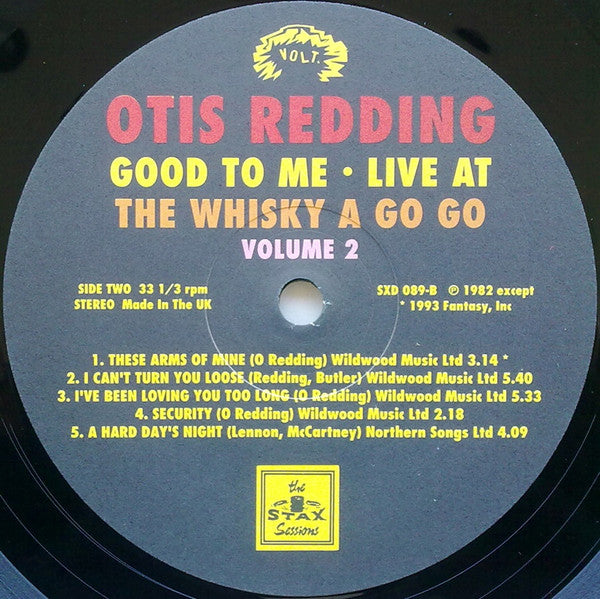 VOLT.
OTIS REDDING
GOOD TO ME • LIVE AT
THE WHISKY A GO GO
VOLUME 2
SIDE TWO 33 1/3 rpm
STEREO Made In The UK
SXD 089-B ℗ 1982 except
* 1993 Fantasy, Inc
1. THESE ARMS OF MINE (O Redding) Wildwood Music Ltd 3.14 *
2. I CAN'T TURN YOU LOOSE (Redding, Butler) Wildwood Music Ltd 5.40
3. I'VE BEEN LOVING YOU TOO LONG (O Redding) Wildwood Music Ltd 5.33
4. SECURITY (O Redding) Wildwood Music Ltd 2.18
5. A HARD DAY'S NIGHT (Lennon, McCartney) Northern Songs Ltd 4.09
the
STAX
Sessions